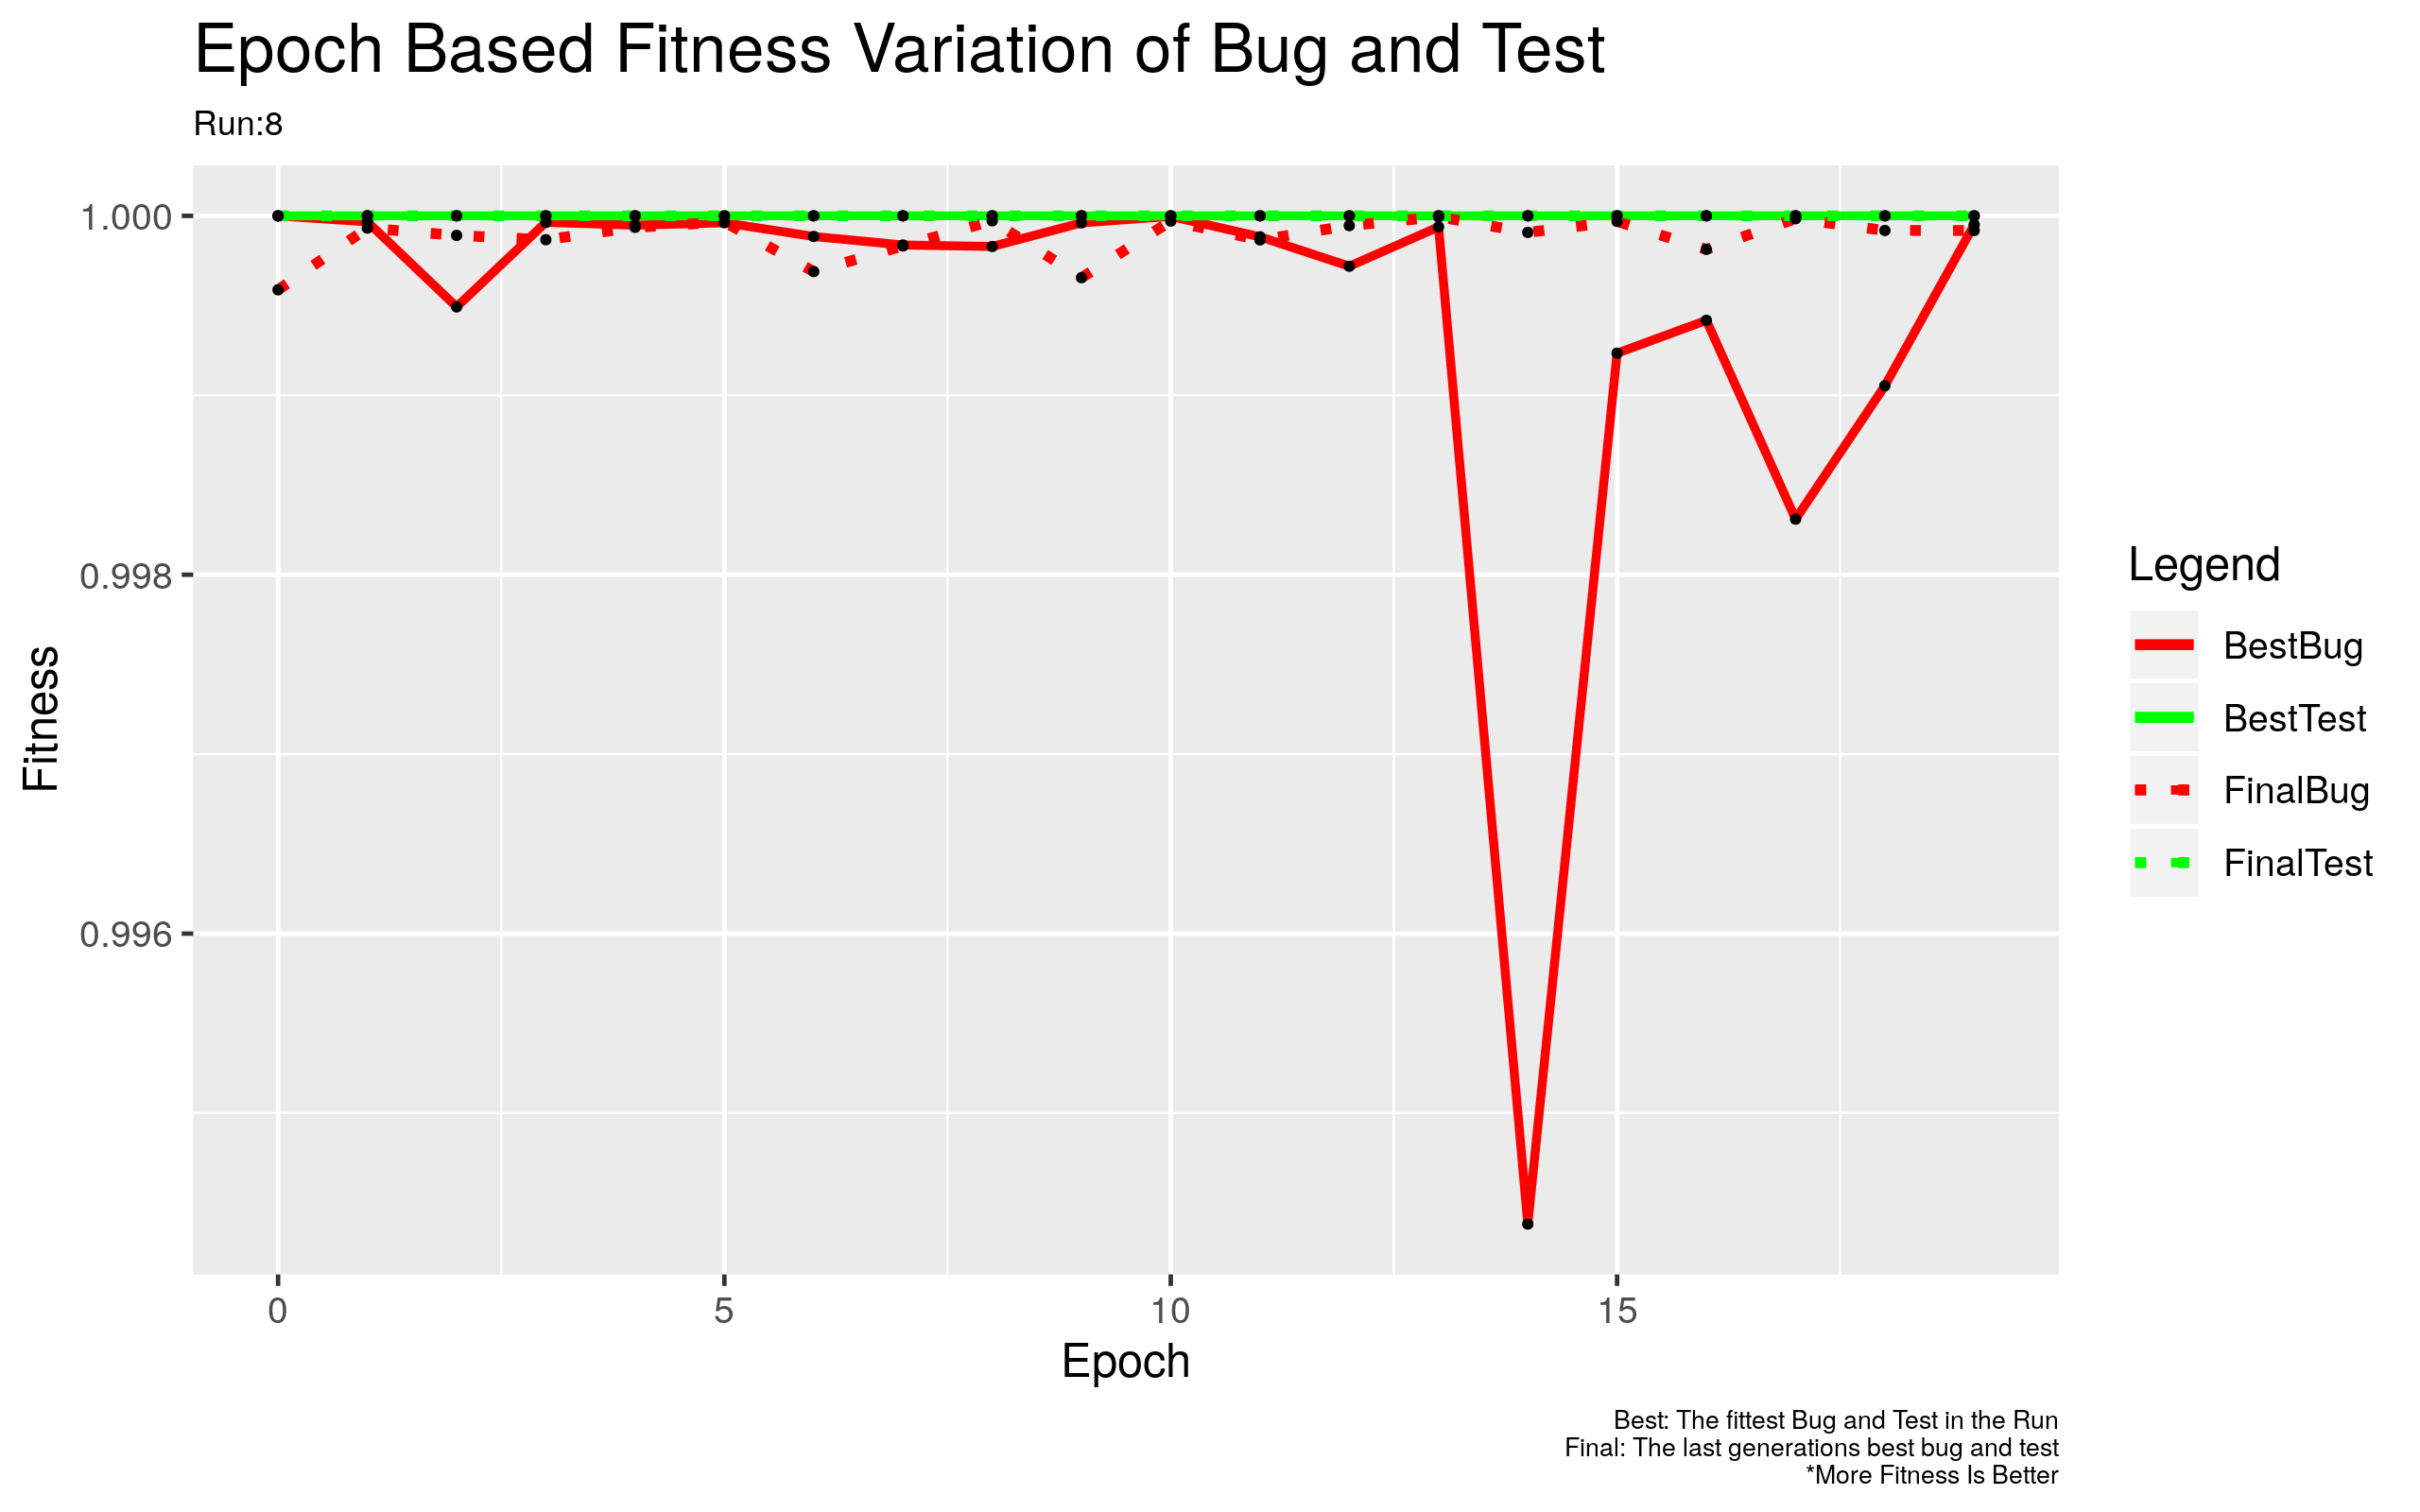 Epoch Based Fitness Variation of Bug and Test
Run:8
1.000
0.998
0.996
Fitness
0
5
10
15
Epoch
Legend
BestBug
BestTest
FinalBug
FinalTest
Best: The fittest Bug and Test in the Run
Final: The last generations best bug and test
*More Fitness Is Better